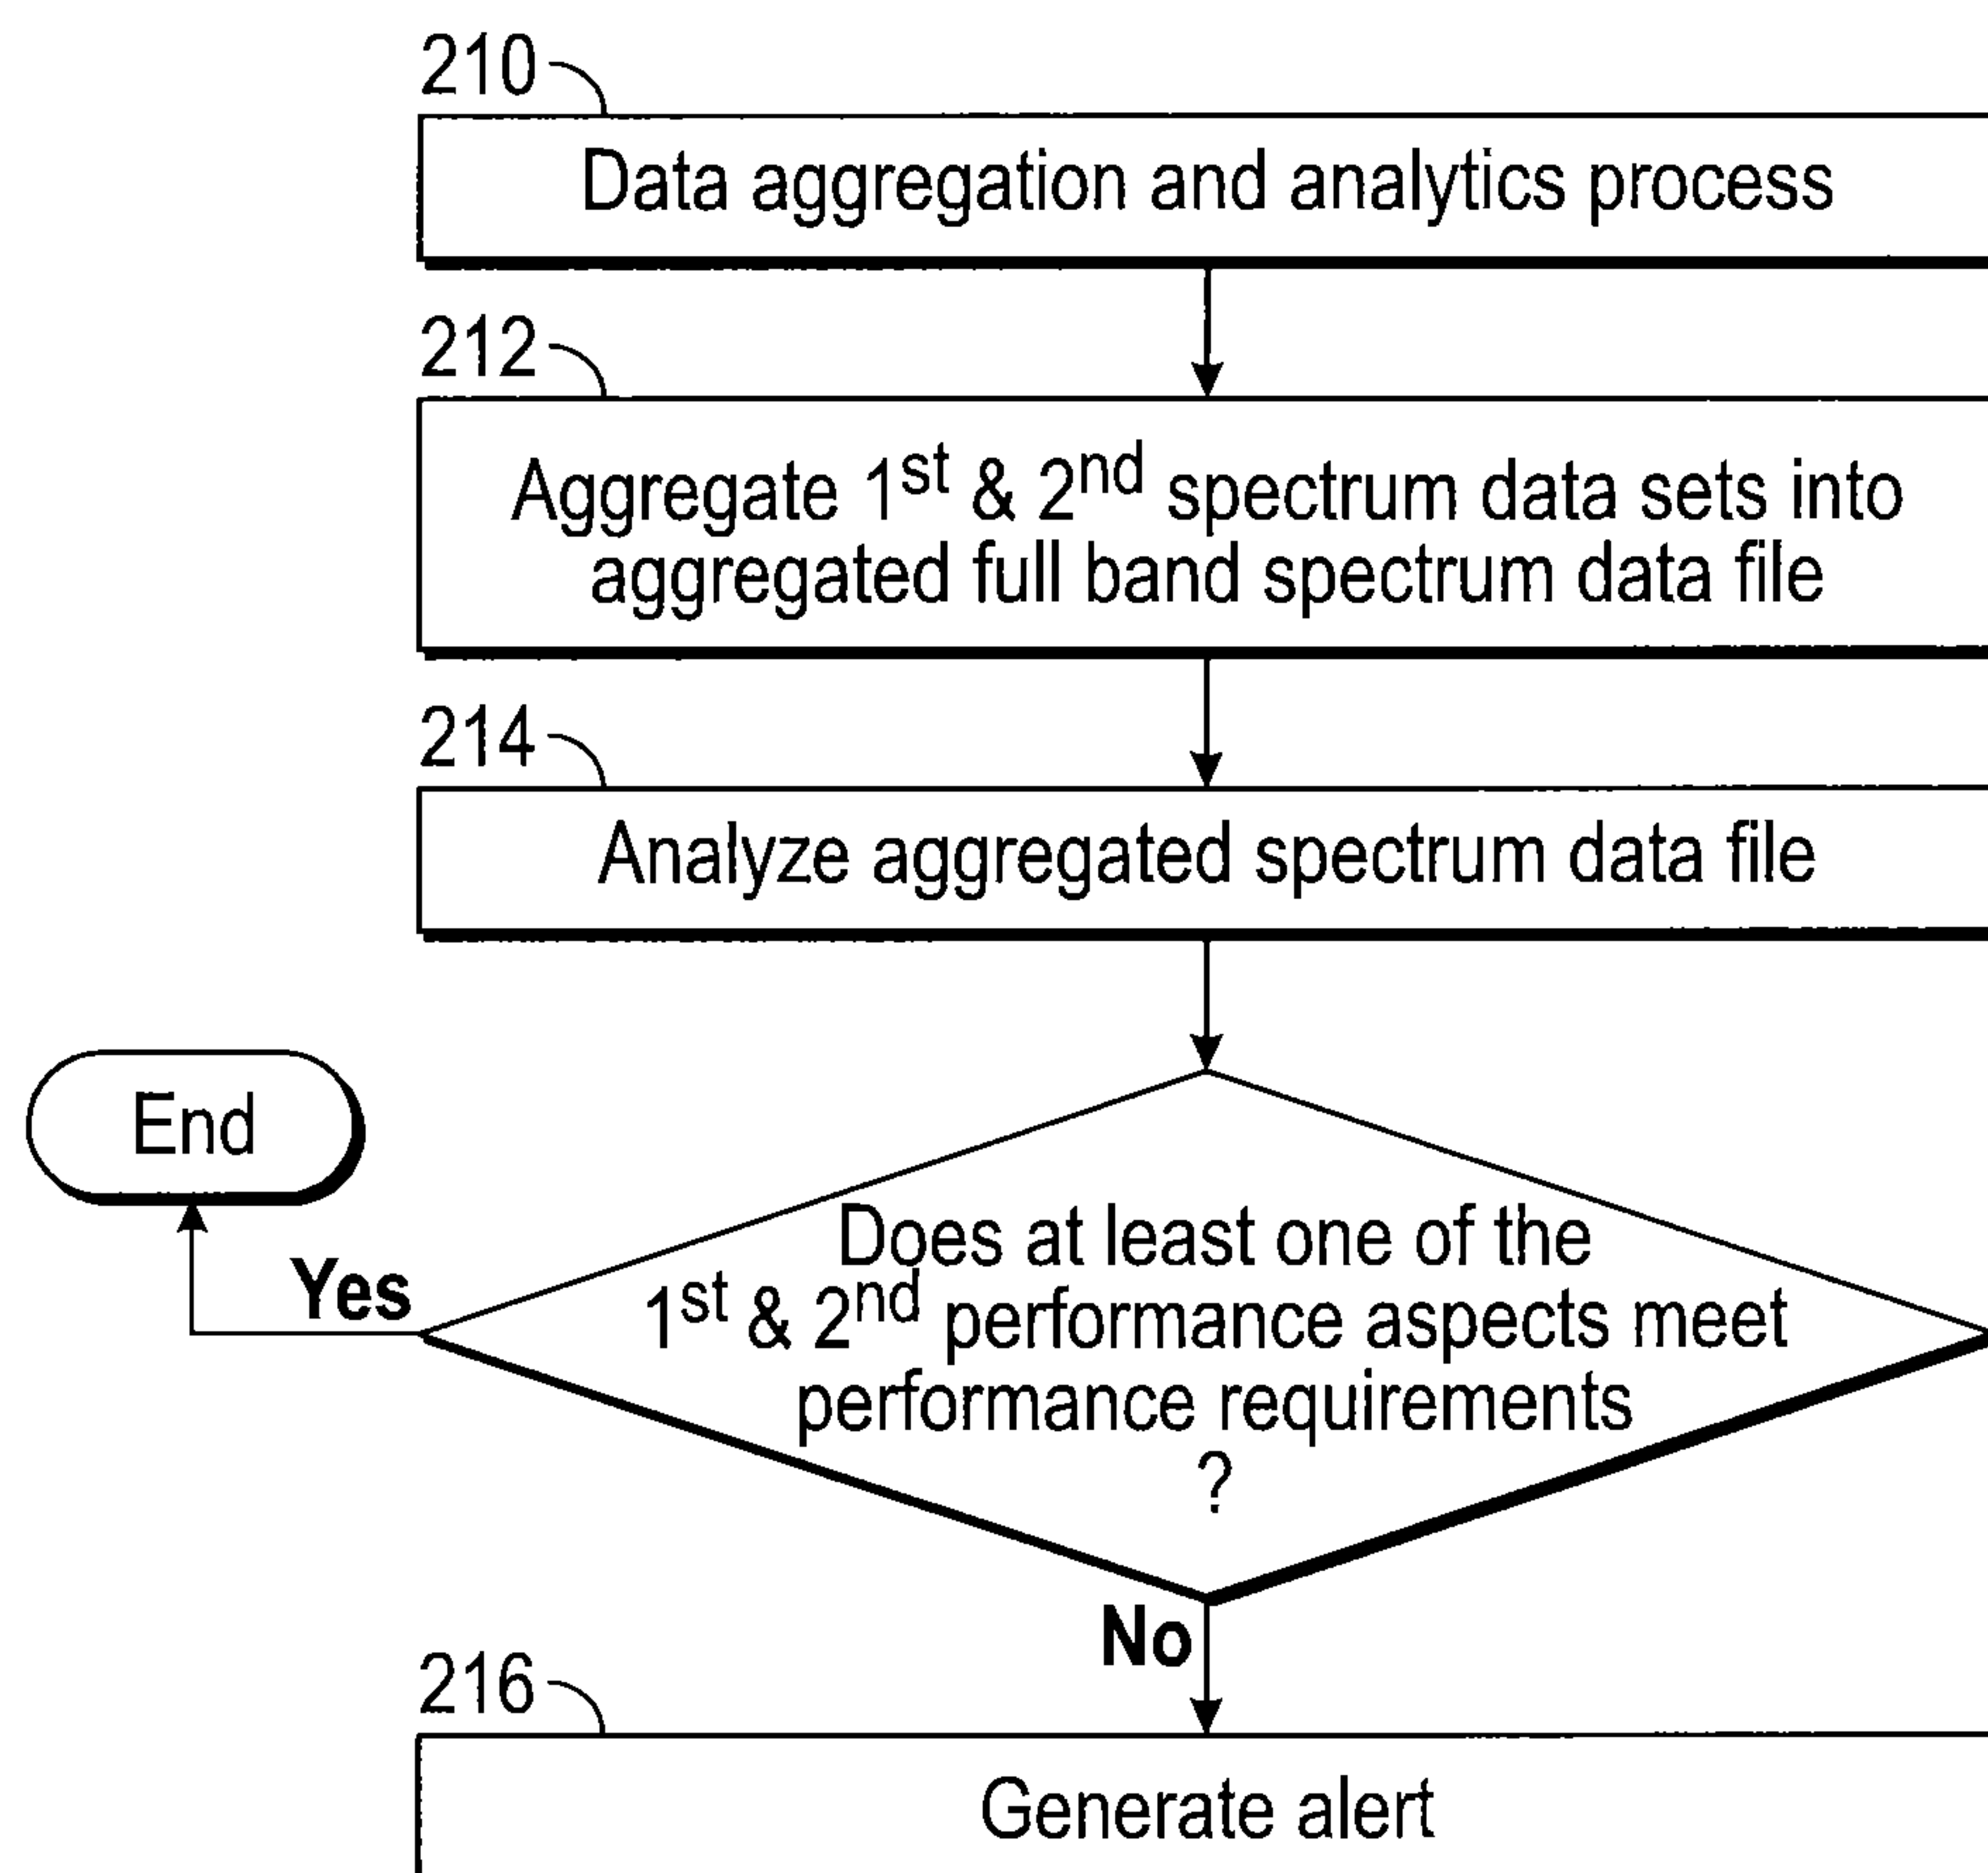 210
Data aggregation and analytics process
212
Aggregate 1st & 2nd spectrum data sets into
aggregated full band spectrum data file
214
Analyze aggregated spectrum data file
End
Yes
Does at least one of the
1st & 2nd performance aspects meet
performance requirements
?
No
216
Generate alert